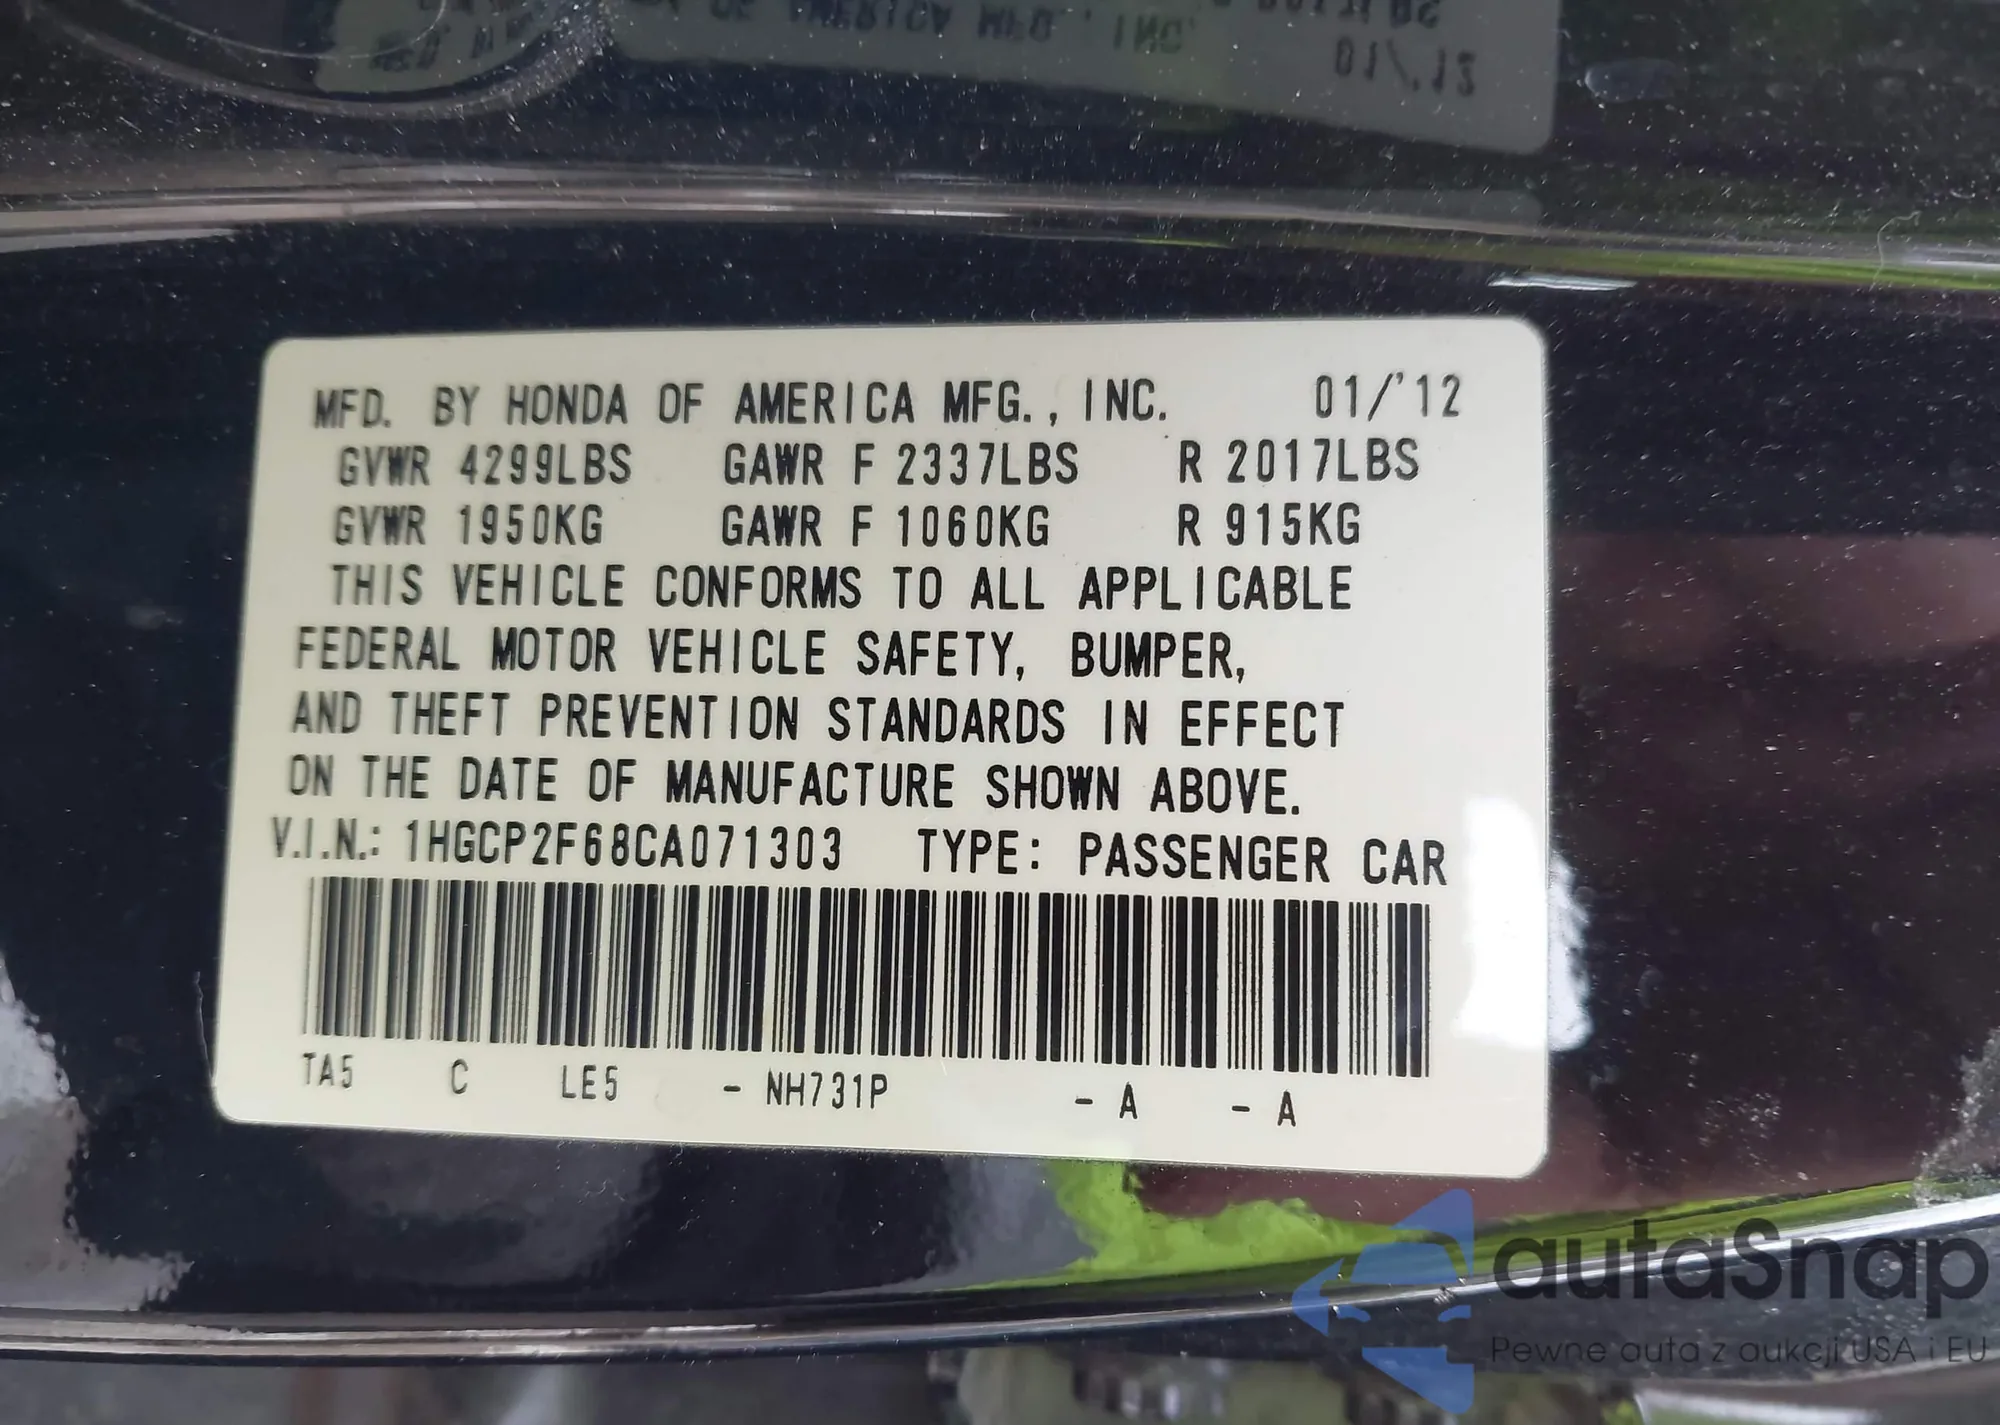 MFD. BY HONDA OF AMERICA MFG., INC. 01/'12
GVWR 4299LBS GAWR F 2337LBS R 2017LBS
GVWR 1950KG GAWR F 1060KG R 915KG
THIS VEHICLE CONFORMS TO ALL APPLICABLE
FEDERAL MOTOR VEHICLE SAFETY, BUMPER,
AND THEFT PREVENTION STANDARDS IN EFFECT
ON THE DATE OF MANUFACTURE SHOWN ABOVE.
V.I.N.: 1HGCP2F68CA071303 TYPE: PASSENGER CAR
TA5 C LE5 - NH731P - A - A
autaSnap
Pewne auta z aukcji USA i EU